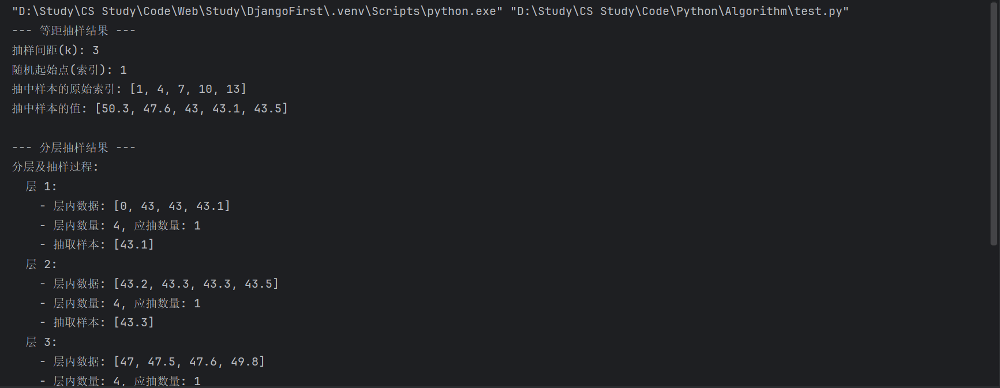 "D:\Study\CS Study\Code\Web\Study\DjangoFirst\.venv\Scripts\python.exe" "D:\Study\CS Study\Code\Python\Algorithm\test.py"
--- 等距抽样结果 ---
抽样间距(k): 3
随机起始点(索引): 1
抽中样本的原始索引: [1, 4, 7, 10, 13]
抽中样本的值: [50.3, 47.6, 43, 43.1, 43.5]
--- 分层抽样结果 ---
分层及抽样过程:
层 1:
- 层内数据: [0, 43, 43, 43.1]
- 层内数量: 4, 应抽数量: 1
- 抽取样本: [43.1]
层 2:
- 层内数据: [43.2, 43.3, 43.3, 43.5]
- 层内数量: 4, 应抽数量: 1
- 抽取样本: [43.3]
层 3:
- 层内数据: [47, 47.5, 47.6, 49.8]
- 层内数量: 4, 应抽数量: 1